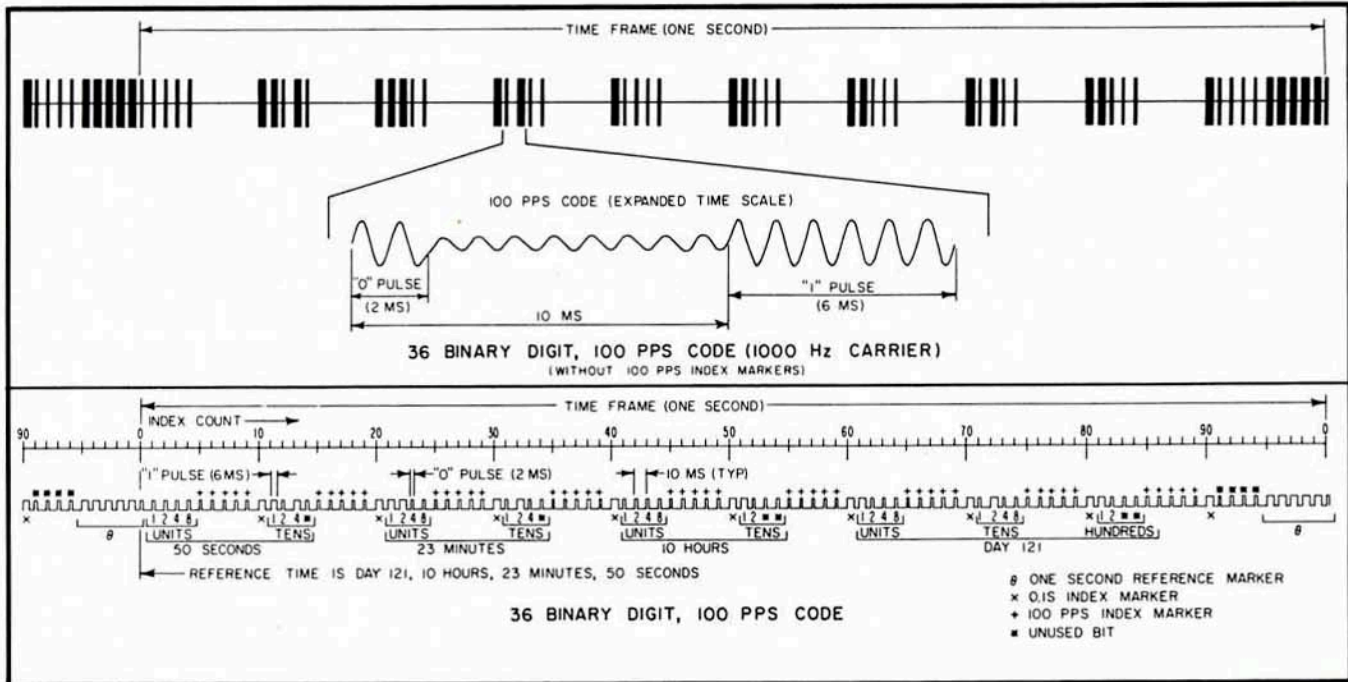 TIME FRAME (ONE SECOND)
100 PPS CODE (EXPANDED TIME SCALE)
"0" PULSE
(2 MS)
"1" PULSE
(6 MS)
10 MS
36 BINARY DIGIT, 100 PPS CODE (1000 Hz CARRIER)
(WITHOUT 100 PPS INDEX MARKERS)
TIME FRAME (ONE SECOND)
INDEX COUNT
90 0 10 20 30 40 50 60 70 80 90 0
"1" PULSE (6 MS) "0" PULSE (2 MS) 10 MS (TYP)
1 2 4 8 1 2 4 1 2 4 8 1 2 4 1 2 4 8 1 2 1 2 4 8 1 2 4 8 1 2
θ UNITS TENS UNITS TENS UNITS TENS UNITS TENS HUNDREDS θ
50 SECONDS 23 MINUTES 10 HOURS DAY 121
REFERENCE TIME IS DAY 121, 10 HOURS, 23 MINUTES, 50 SECONDS
36 BINARY DIGIT, 100 PPS CODE
θ ONE SECOND REFERENCE MARKER
× 0.1S INDEX MARKER
+ 100 PPS INDEX MARKER
■ UNUSED BIT